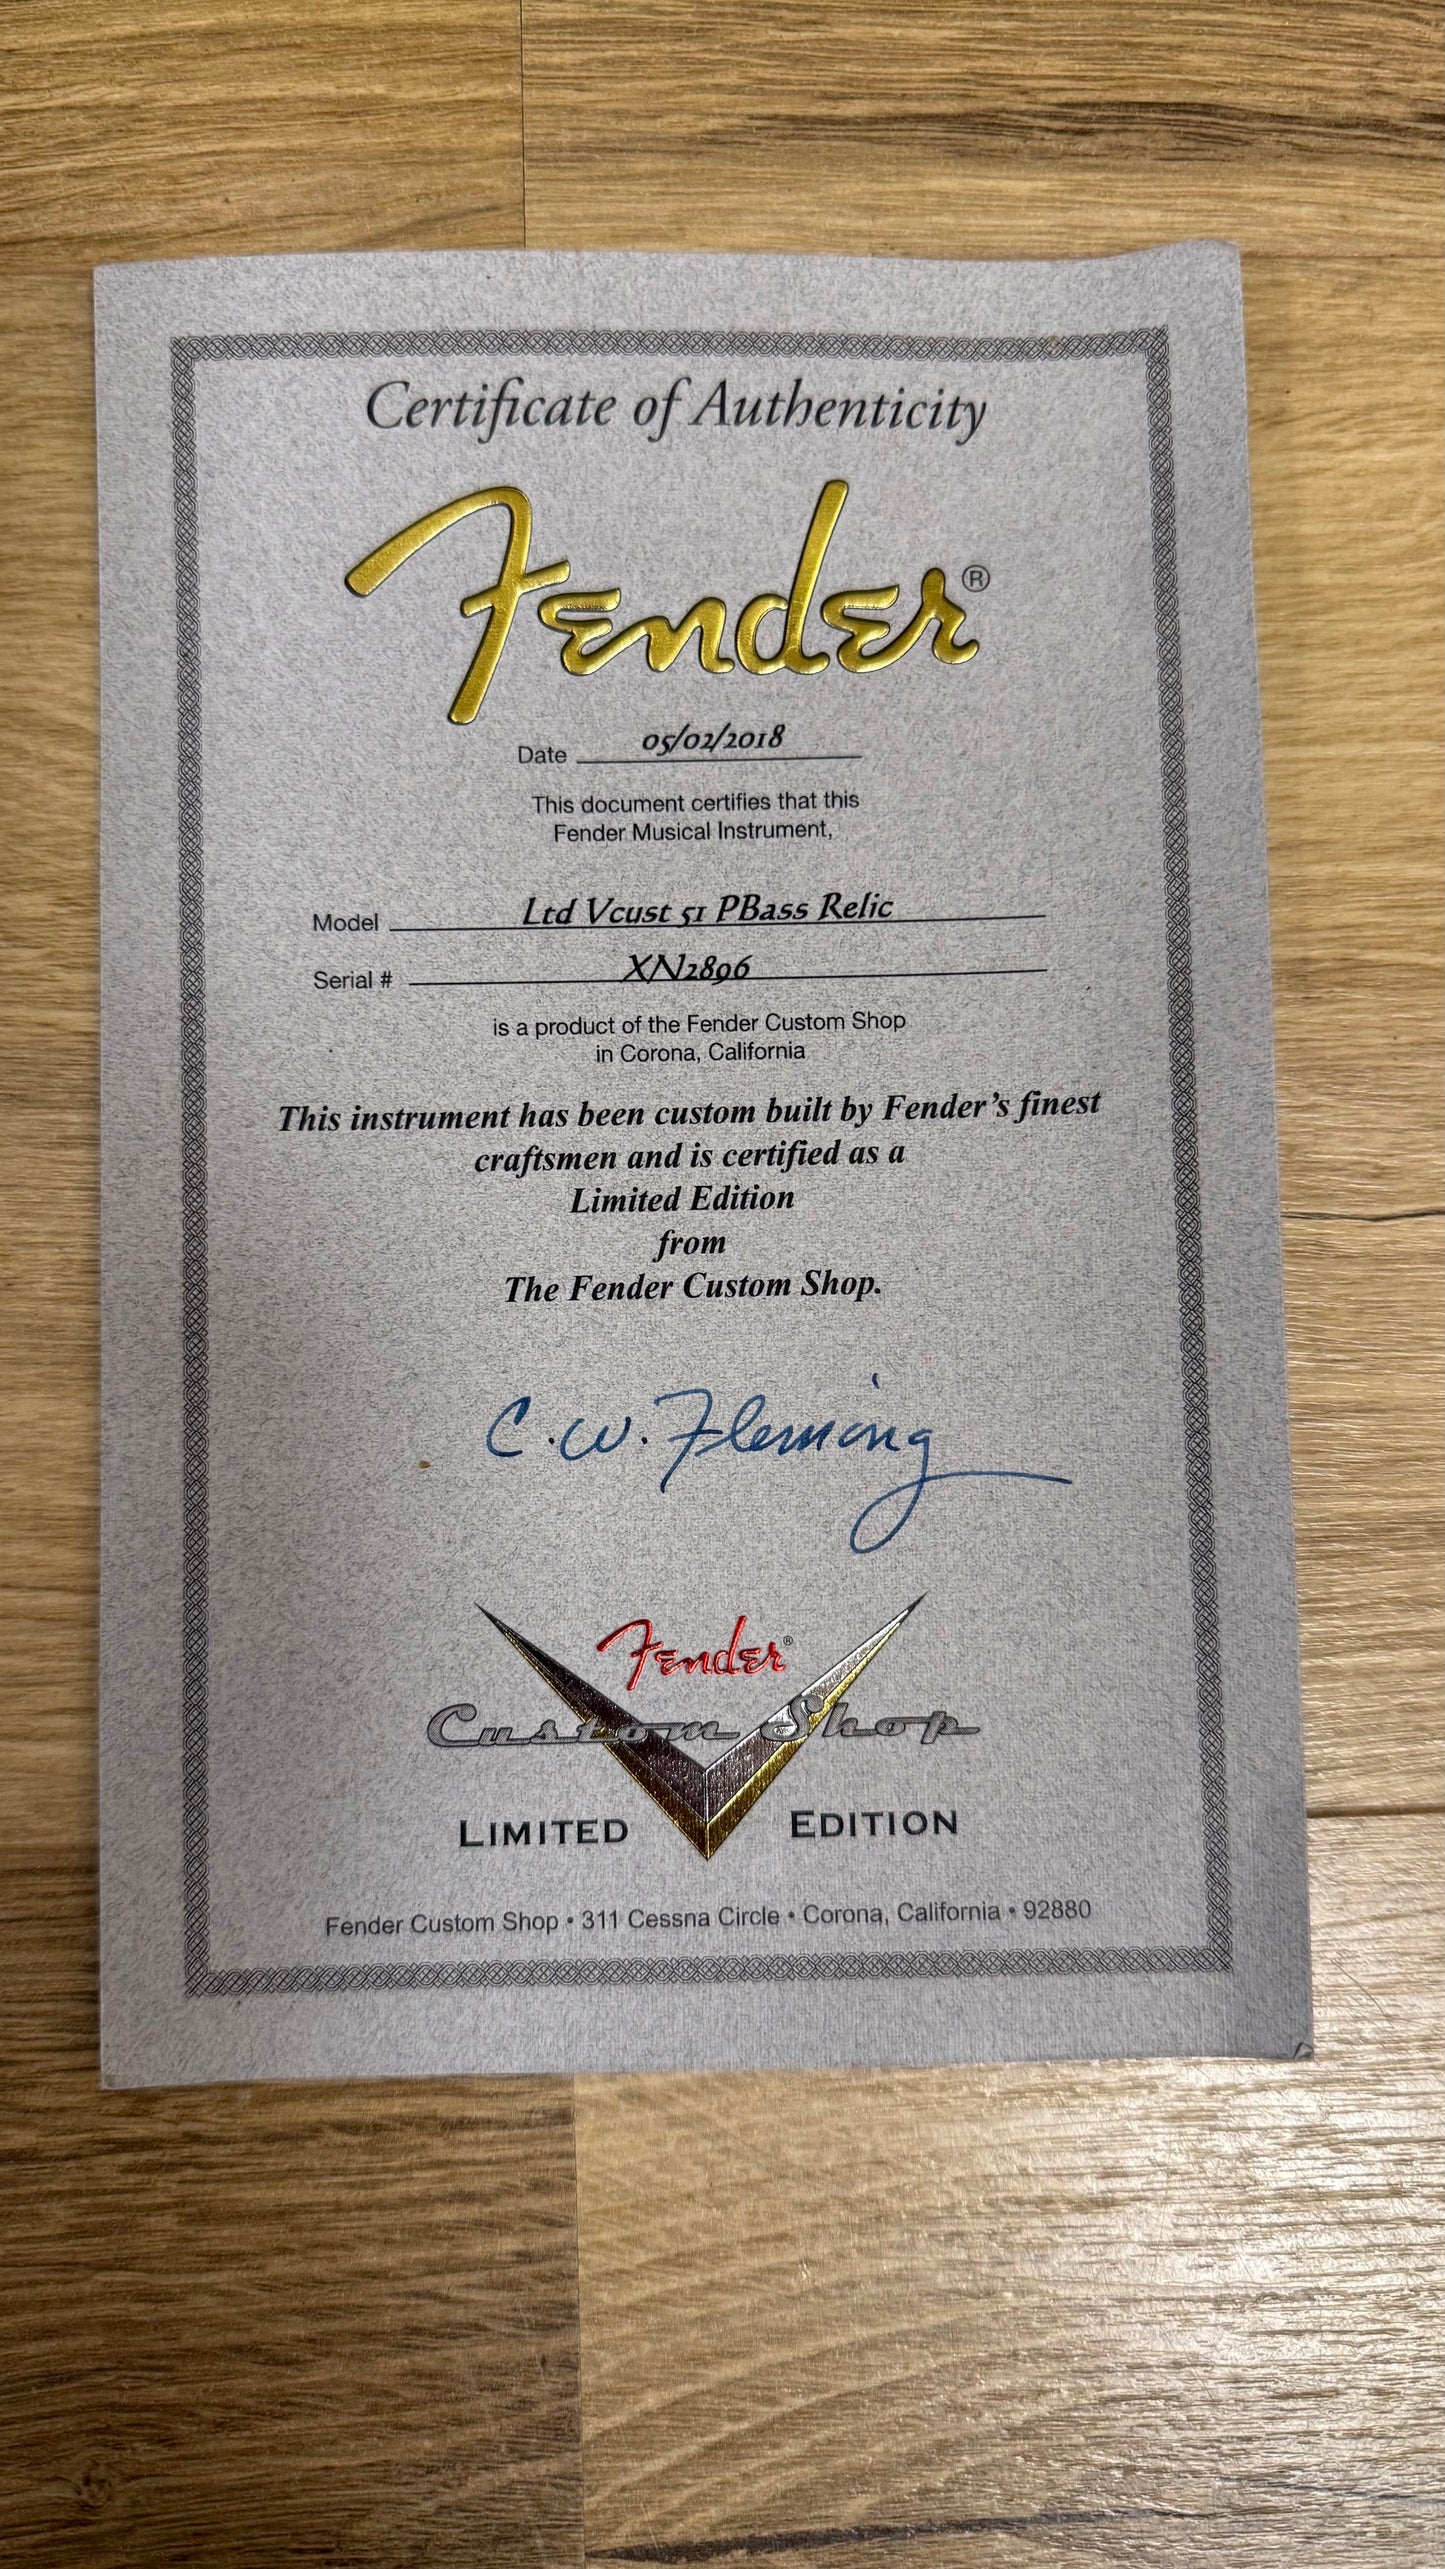 Certificate of Authenticity
Fender®
Date 05/02/2018
This document certifies that this
Fender Musical Instrument,
Model Ltd Vcust 51 PBass Relic
Serial # XN2896
is a product of the Fender Custom Shop
in Corona, California
This instrument has been custom built by Fender's finest
craftsmen and is certified as a
Limited Edition
from
The Fender Custom Shop.
C.W. Fleming
Fender®
Custom Shop
LIMITED EDITION
Fender Custom Shop • 311 Cessna Circle • Corona, California • 92880